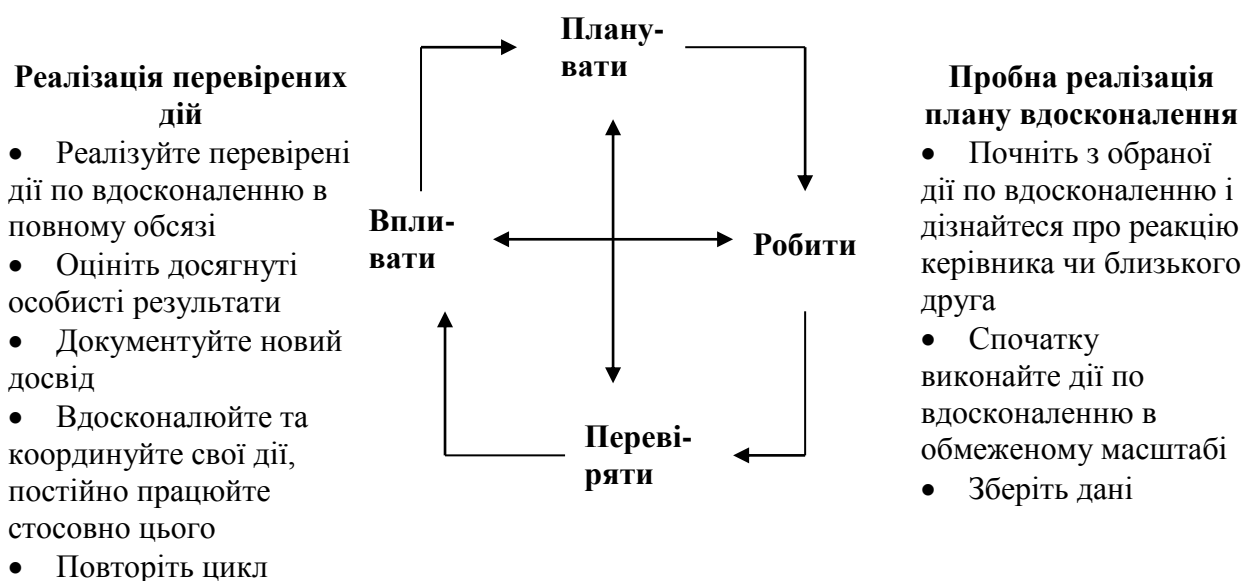 Реалізація перевірених
дій
• Реалізуйте перевірені
дії по вдосконаленню в
повному обсязі
• Оцініть досягнуті
особисті результати
• Документуйте новий
досвід
• Вдосконалюйте та
координуйте свої дії,
постійно працюйте
стосовно цього
• Повторіть цикл
Плану-
вати
Впли-
вати
Робити
Переві-
ряти
Пробна реалізація
плану вдосконалення
• Почніть з обраної
дії по вдосконаленню і
дізнайтеся про реакцію
керівника чи близького
друга
• Спочатку
виконайте дії по
вдосконаленню в
обмеженому масштабі
• Зберіть дані